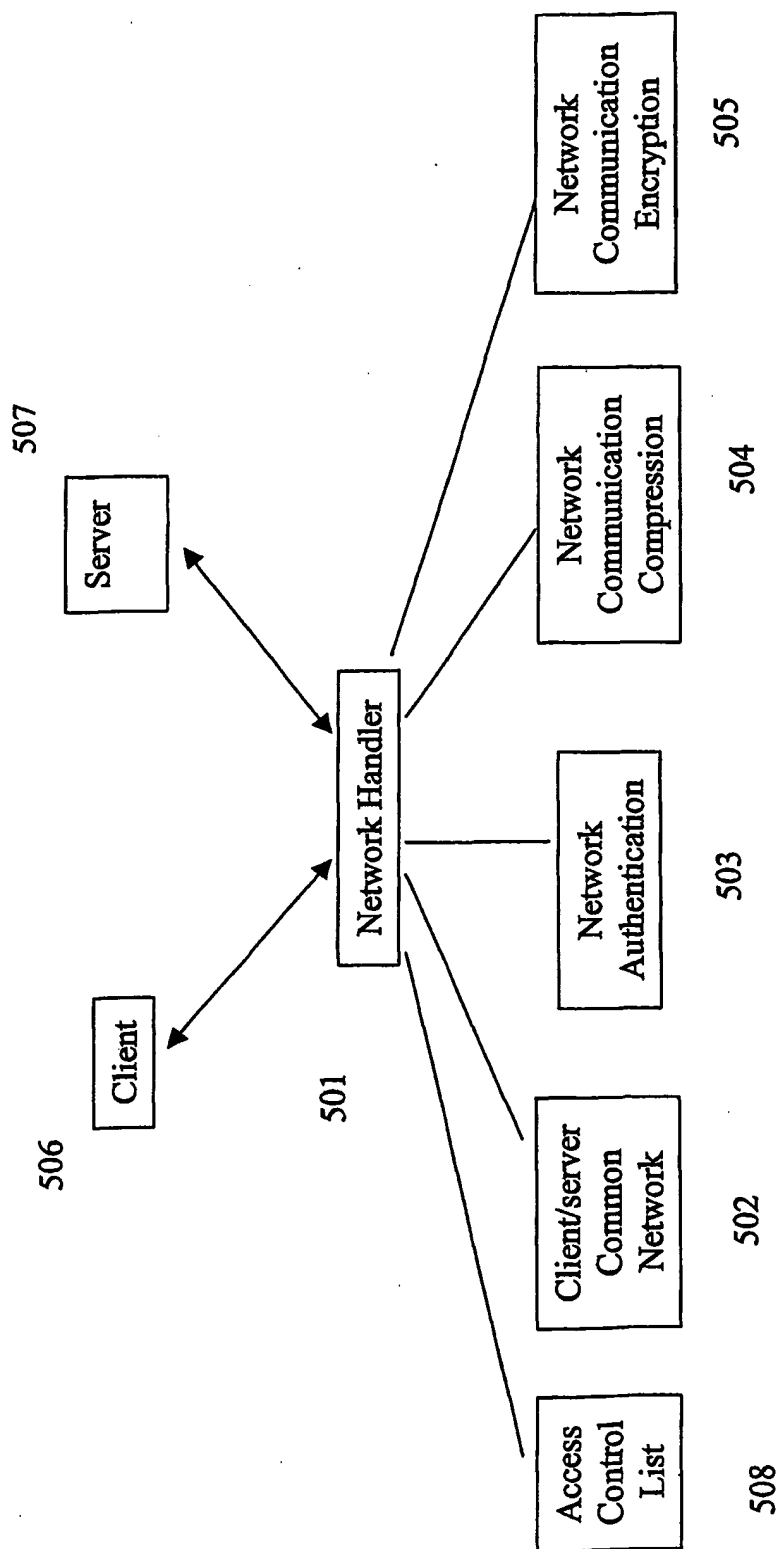 506
507
Client
Server
501
Network Handler
Access
Control
List
Client/server
Common
Network
Network
Authentication
Network
Communication
Compression
Network
Communication
Encryption
508
502
503
504
505